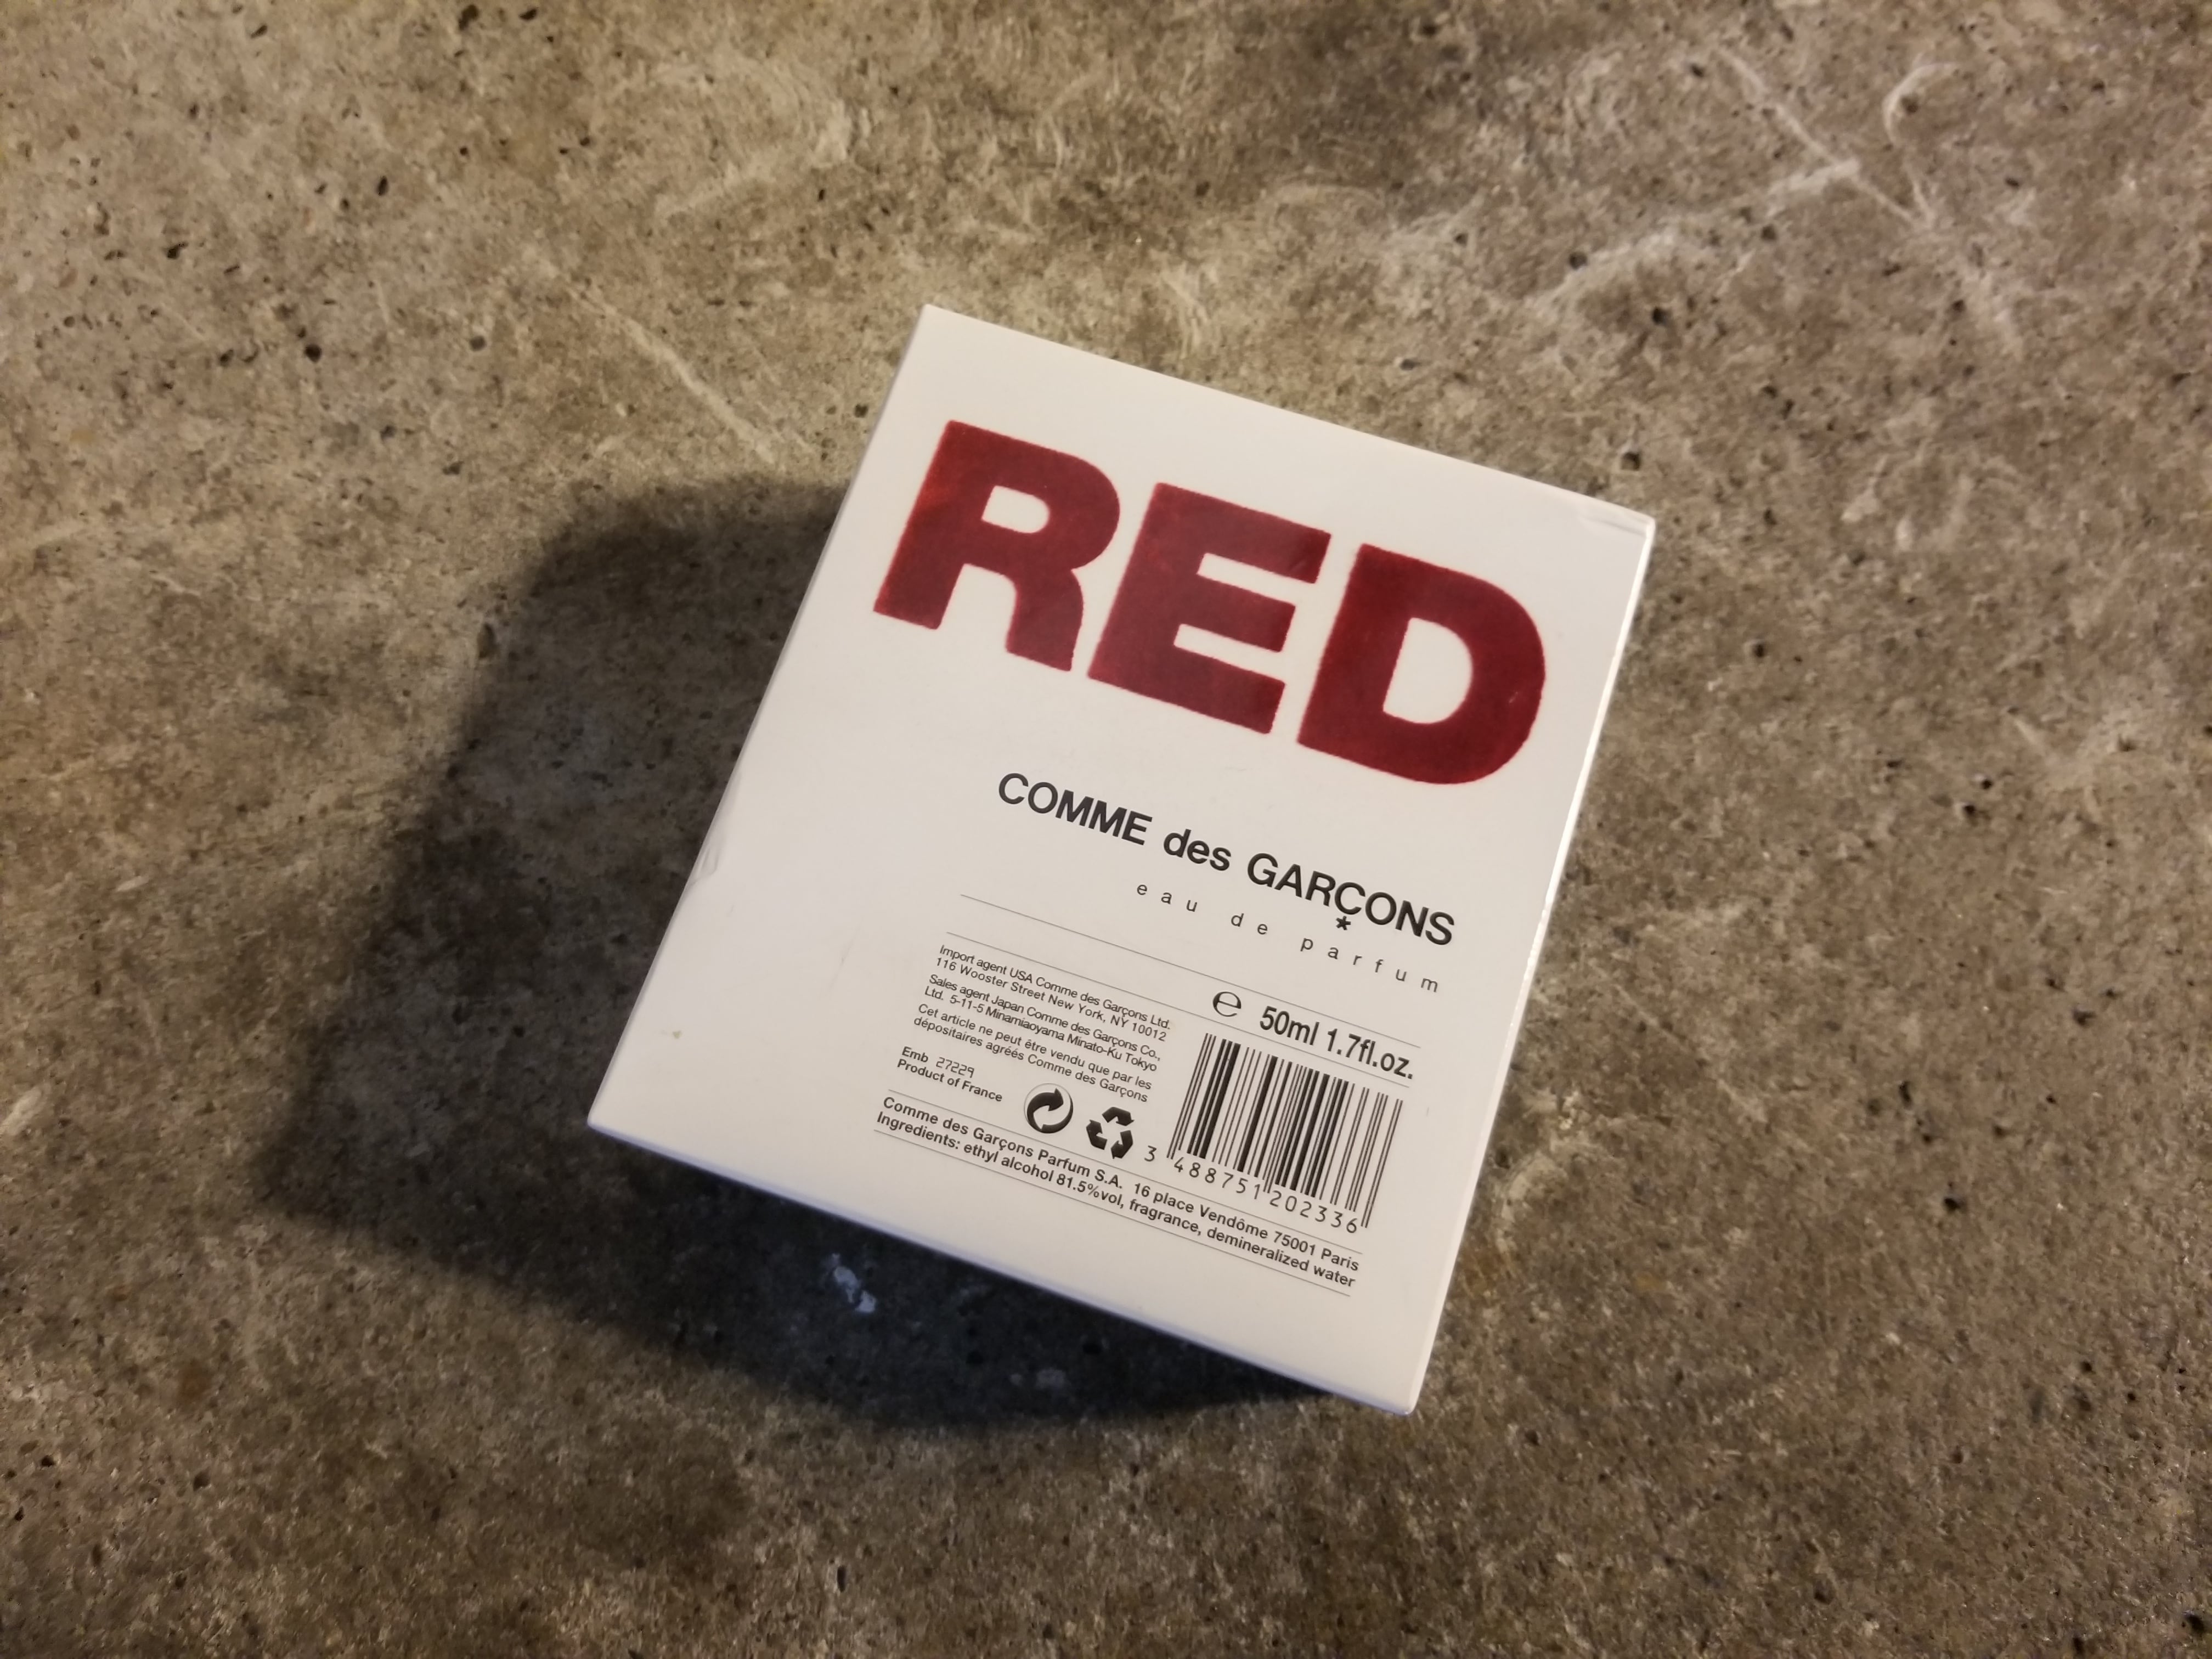 RED
COMME des GARÇONS
*
eau de parfum
Import agent USA Comme des Garçons Ltd.
116 Wooster Street New York, NY 10012
Sales agent Japan Comme des Garçons Co.,
Ltd. 5-11-5 Minamiaoyama Minato-Ku Tokyo
Cet article ne peut être vendu que par les
dépositaires agréés Comme des Garçons
Emb 27229
Product of France
℮ 50ml 1.7fl.oz.
3 488751 202336
Comme des Garçons Parfum S.A. 16 place Vendôme 75001 Paris
Ingredients: ethyl alcohol 81.5%vol, fragrance, demineralized water